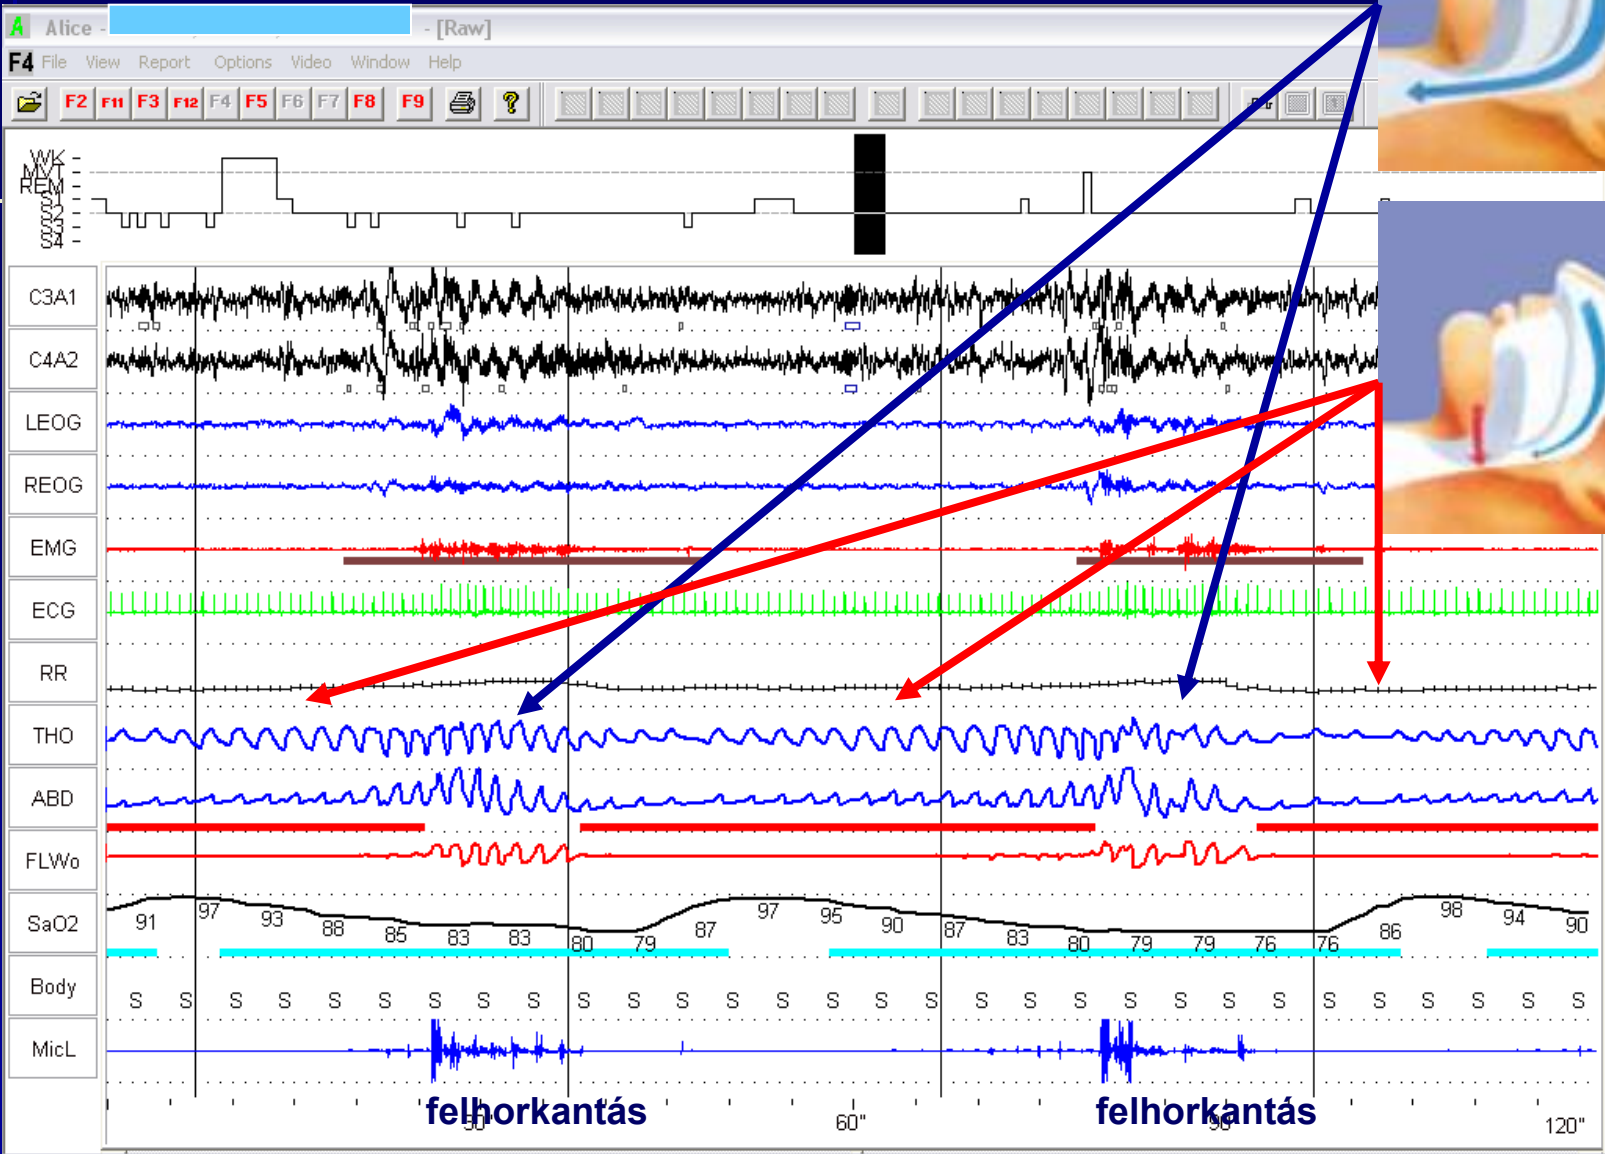 Alice - - [Raw]
F4 File View Report Options Video Window Help
F2 F11 F3 F12 F4 F5 F6 F7 F8 F9 ?
WK
MVT
REM
S1
S2
S3
S4
C3A1
C4A2
LEOG
REOG
EMG
ECG
RR
THO
ABD
FLWo
SaO2 91 97 93 88 85 83 83 80 79 87 97 95 90 87 83 80 79 79 76 76 86 98 94 90
Body S S S S S S S S S S S S S S S S S S S S S S S S S S S S S S
MicL
felhorkantás felhorkantás
30" 60" 90" 120"